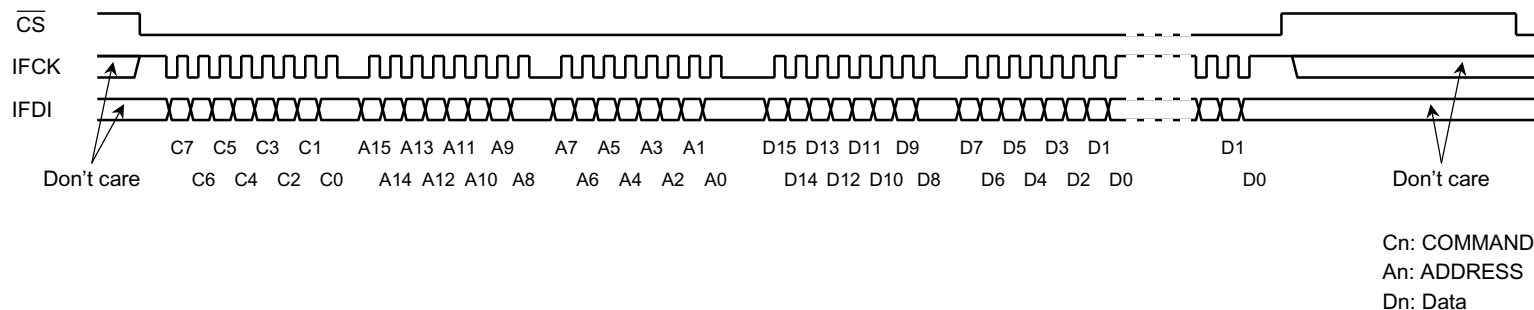 CS
IFCK
IFDI
C7 C5 C3 C1 A15 A13 A11 A9 A7 A5 A3 A1 D15 D13 D11 D9 D7 D5 D3 D1 D1
Don't care C6 C4 C2 C0 A14 A12 A10 A8 A6 A4 A2 A0 D14 D12 D10 D8 D6 D4 D2 D0 D0 Don't care
Cn: COMMAND
An: ADDRESS
Dn: Data